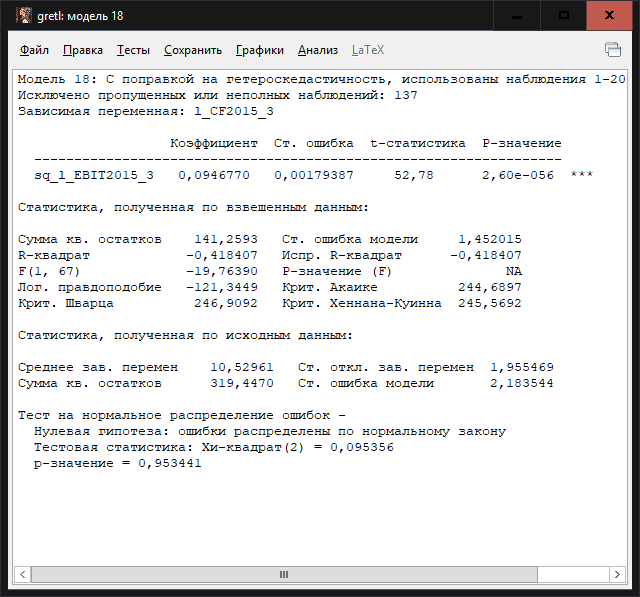 gretl: модель 18
Файл Правка Тесты Сохранить Графики Анализ LaTeX
Модель 18: С поправкой на гетероскедастичность, использованы наблюдения 1-20
Исключено пропущенных или неполных наблюдений: 137
Зависимая переменная: l_CF2015_3
Коэффициент Ст. ошибка t-статистика P-значение
---------------------------------------------------------------
sq_l_EBIT2015_3 0,0946770 0,00179387 52,78 2,60e-056 ***
Статистика, полученная по взвешенным данным:
Сумма кв. остатков 141,2593 Ст. ошибка модели 1,452015
R-квадрат -0,418407 Испр. R-квадрат -0,418407
F(1, 67) -19,76390 P-значение (F) NA
Лог. правдоподобие -121,3449 Крит. Акаике 244,6897
Крит. Шварца 246,9092 Крит. Хеннана-Куинна 245,5692
Статистика, полученная по исходным данным:
Среднее зав. перемен 10,52961 Ст. откл. зав. перемен 1,955469
Сумма кв. остатков 319,4470 Ст. ошибка модели 2,183544
Тест на нормальное распределение ошибок -
Нулевая гипотеза: ошибки распределены по нормальному закону
Тестовая статистика: Хи-квадрат(2) = 0,095356
р-значение = 0,953441